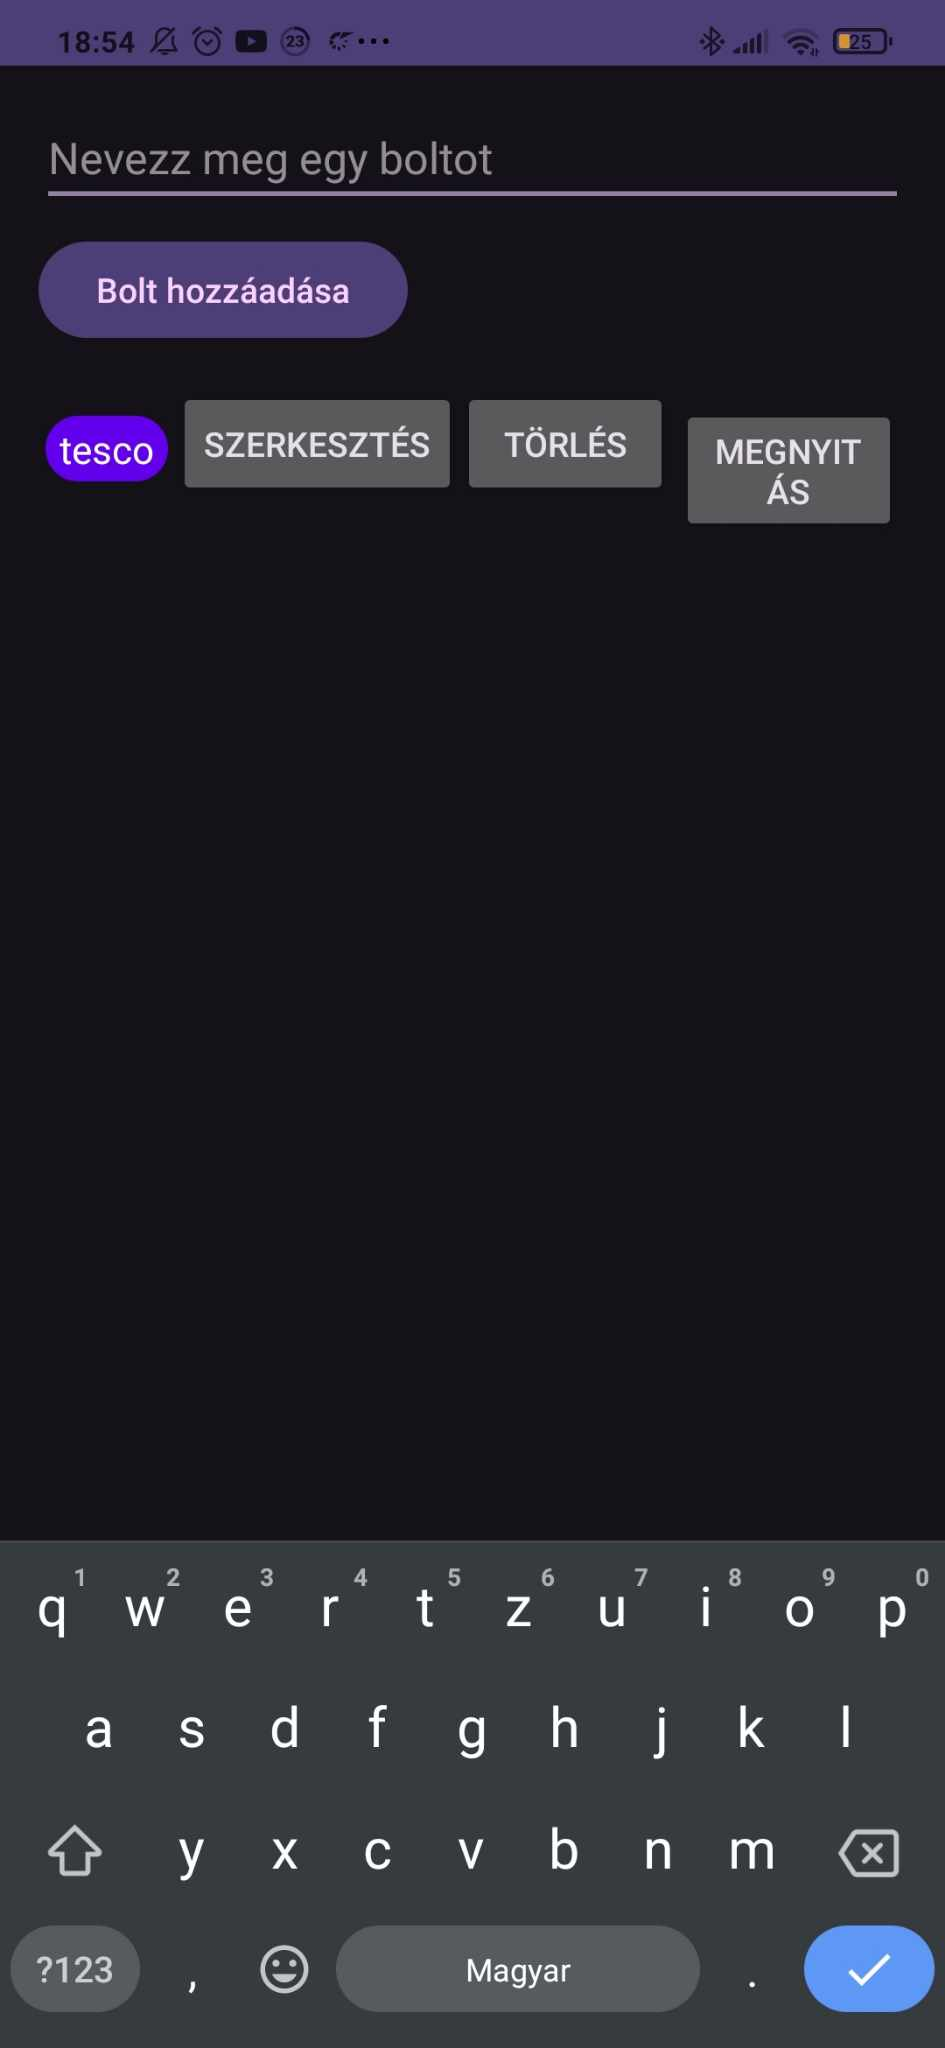 18:54 23 25
Nevezz meg egy boltot
Bolt hozzáadása
tesco SZERKESZTÉS TÖRLÉS MEGNYIT
ÁS
1 2 3 4 5 6 7 8 9 0
q w e r t z u i o p
a s d f g h j k l
y x c v b n m
?123 , Magyar .